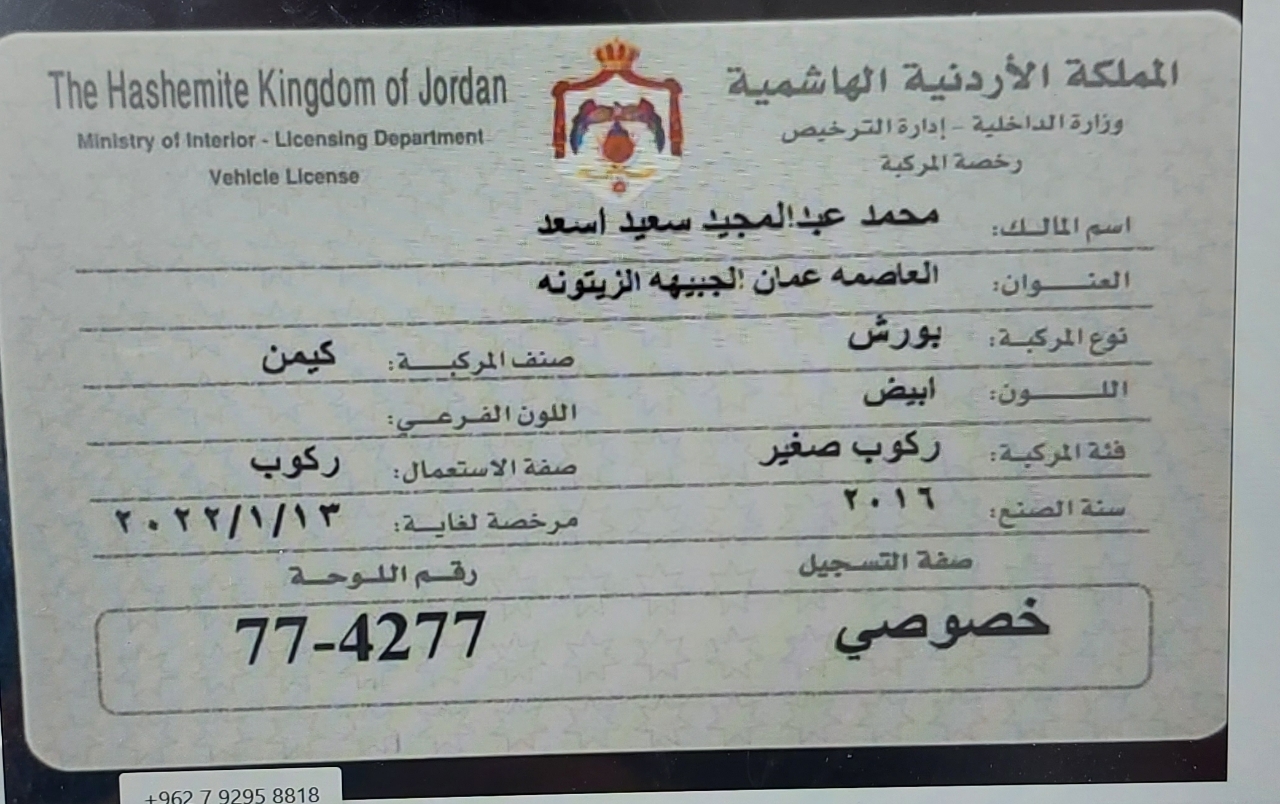 The Hashemite Kingdom of Jordan
Ministry of Interior - Licensing Department
Vehicle License
المملكة الأردنية الهاشمية
وزارة الداخلية - إدارة الترخيص
رخصة المركبة
اسم المالك: محمد عبدالمجيد سعيد اسعد
العنوان: العاصمه عمان الجبيهه الزيتونه
نوع المركبة: بورش صنف المركبة: كيمن
اللون: ابيض اللون الفرعي:
فئة المركبة: ركوب صغير صفة الاستعمال: ركوب
سنة الصنع: ٢٠١٦ مرخصة لغاية: ٢٠٢٢/١/١٣
صفة التسجيل رقم اللوحة
خصوصي 77-4277
+962 7 9295 8818